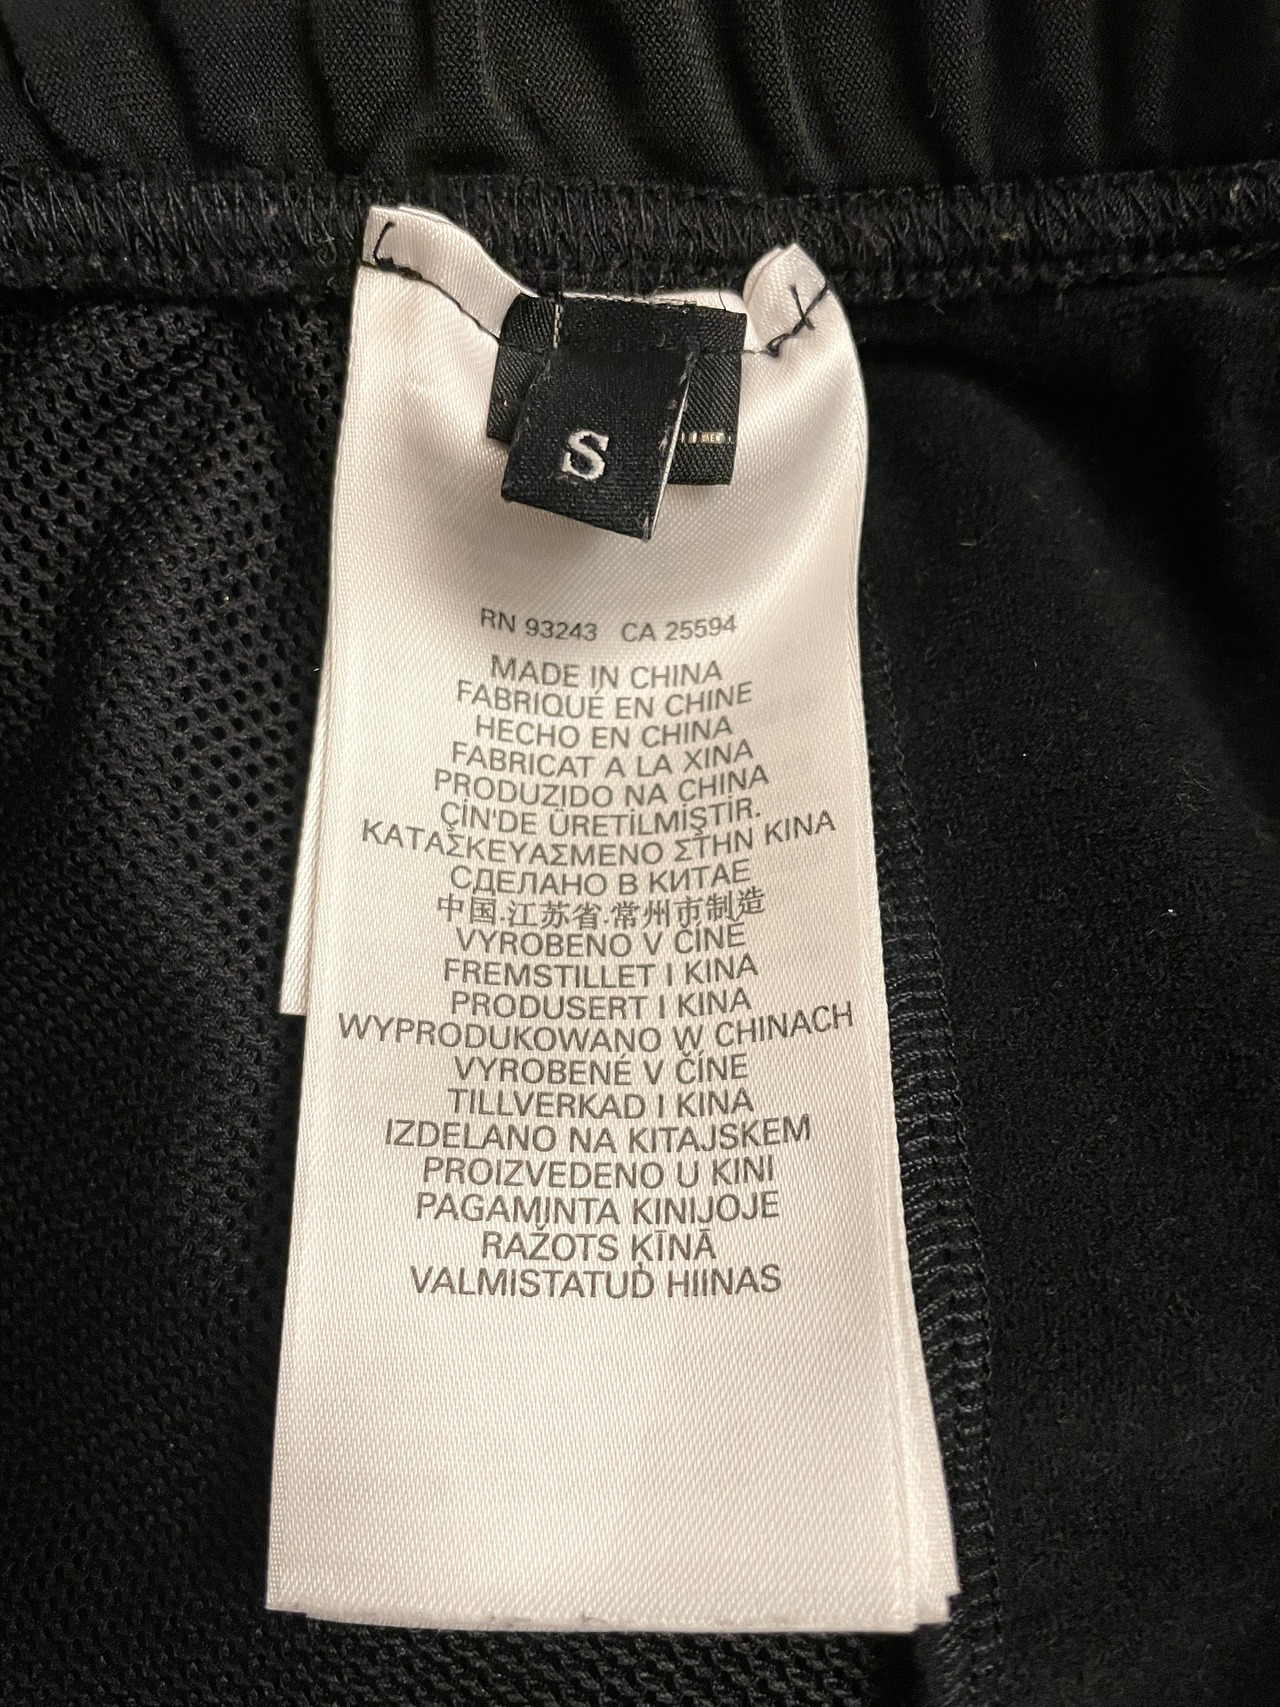 S
RN 93243 CA 25594
MADE IN CHINA
FABRIQUÉ EN CHINE
HECHO EN CHINA
FABRICAT A LA XINA
PRODUZIDO NA CHINA
ÇİN'DE ÜRETİLMİŞTİR.
ΚΑΤΑΣΚΕΥΑΣΜΕΝΟ ΣΤΗΝ ΚΙΝΑ
СДЕЛАНО В КИТАЕ
中国.江苏省.常州市制造
VYROBENO V ČÍNĚ
FREMSTILLET I KINA
PRODUSERT I KINA
WYPRODUKOWANO W CHINACH
VYROBENÉ V ČÍNE
TILLVERKAD I KINA
IZDELANO NA KITAJSKEM
PROIZVEDENO U KINI
PAGAMINTA KINIJOJE
RAŽOTS ĶĪNĀ
VALMISTATUD HIINAS